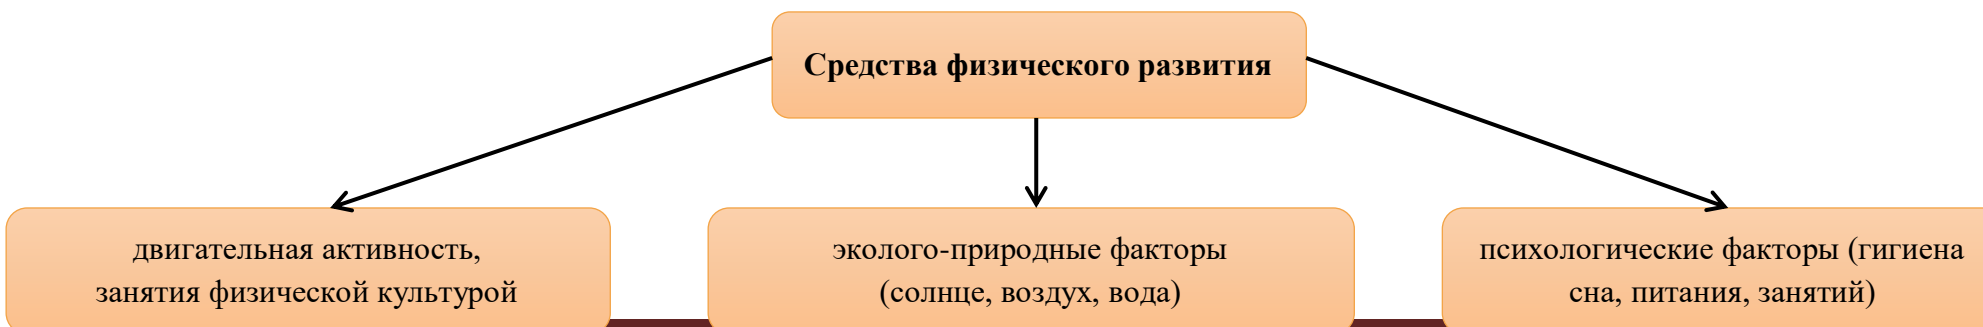 Средства физического развития
двигательная активность,
занятия физической культурой
эколого-природные факторы
(солнце, воздух, вода)
психологические факторы (гигиена
сна, питания, занятий)